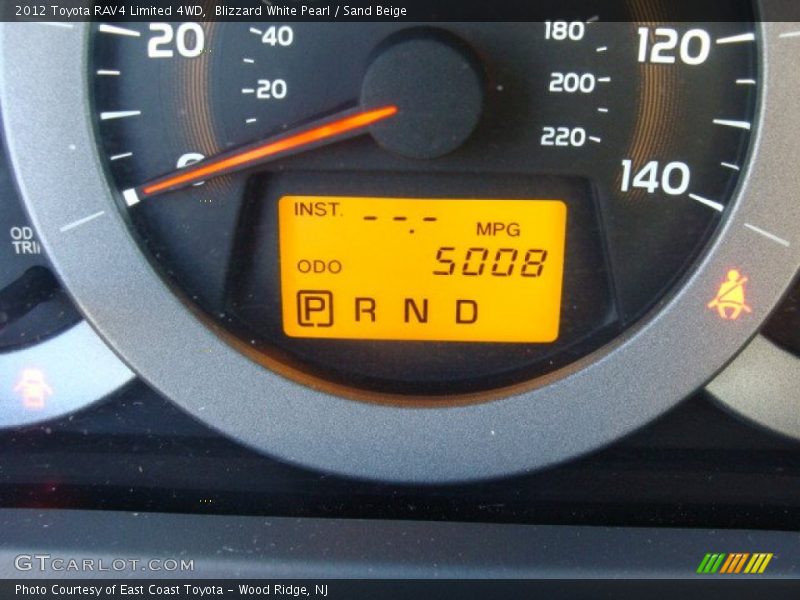 2012 Toyota RAV4 Limited 4WD, Blizzard White Pearl / Sand Beige
20 40 180 120
20 200
0 220 140
INST. --.- MPG
OD
ODO 5008
P R N D
GTCARLOT.COM
Photo Courtesy of East Coast Toyota - Wood Ridge, NJ